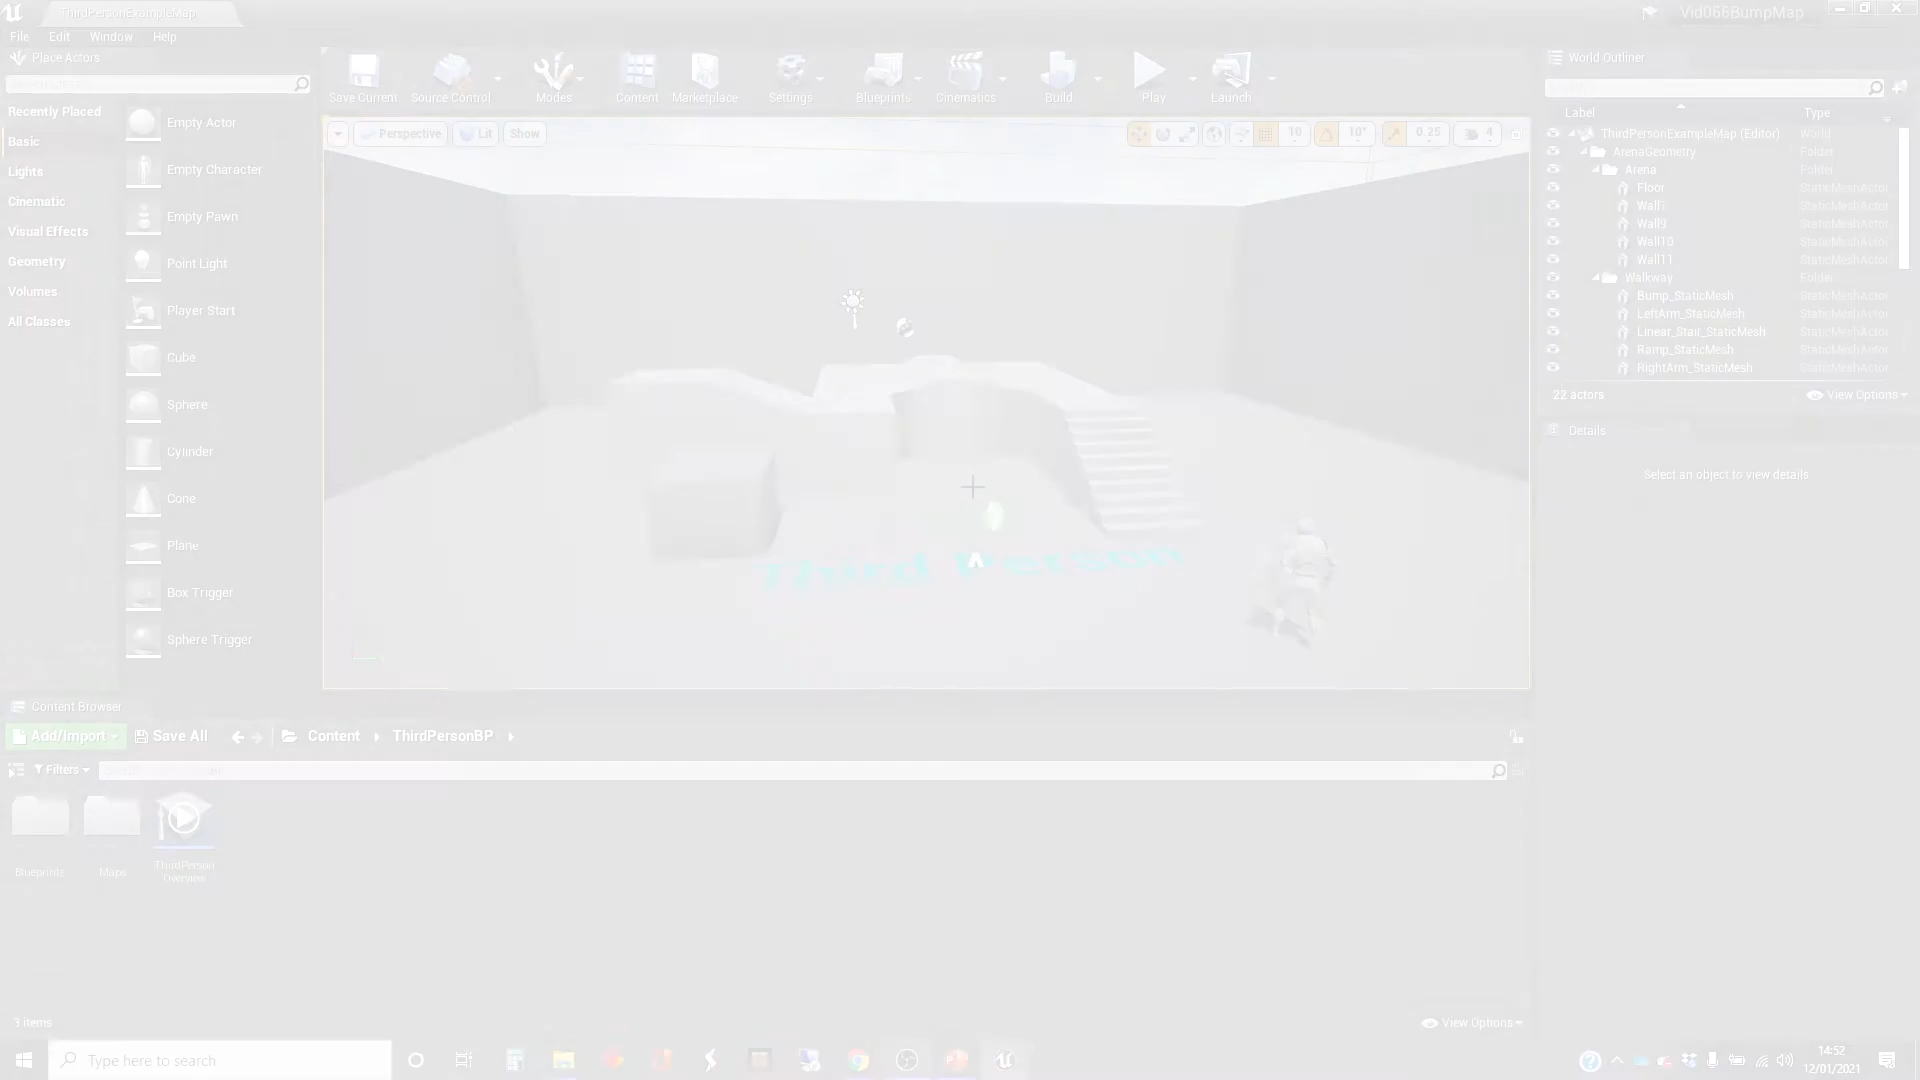 ThirdPersonExampleMap
Vid066BumpMap
File Edit Window Help
Place Actors
Recently Placed
Basic
Lights
Cinematic
Visual Effects
Geometry
Volumes
All Classes
Empty Actor
Empty Character
Empty Pawn
Point Light
Player Start
Cube
Sphere
Cylinder
Cone
Plane
Box Trigger
Sphere Trigger
Save Current Source Control Modes Content Marketplace Settings Blueprints Cinematics Build Play Launch
Perspective Lit Show
10 10° 0.25 4
Third Person
World Outliner
Label Type
ThirdPersonExampleMap (Editor) World
ArenaGeometry Folder
Arena Folder
Floor StaticMeshActor
StaticMeshActor
Wall9 StaticMeshActor
Wall10 StaticMeshActor
Wall11 StaticMeshActor
Walkway Folder
Bump_StaticMesh StaticMeshActor
LeftArm_StaticMesh StaticMeshActor
Linear_Stair_StaticMesh StaticMeshActor
Ramp_StaticMesh StaticMeshActor
RightArm_StaticMesh StaticMeshActor
22 actors View Options
Details
Select an object to view details
Content Browser
Add/Import Save All Content ThirdPersonBP
Filters
Blueprints
Maps
ThirdPerson
Overview
3 items View Options
Type here to search
14:52
12/01/2021